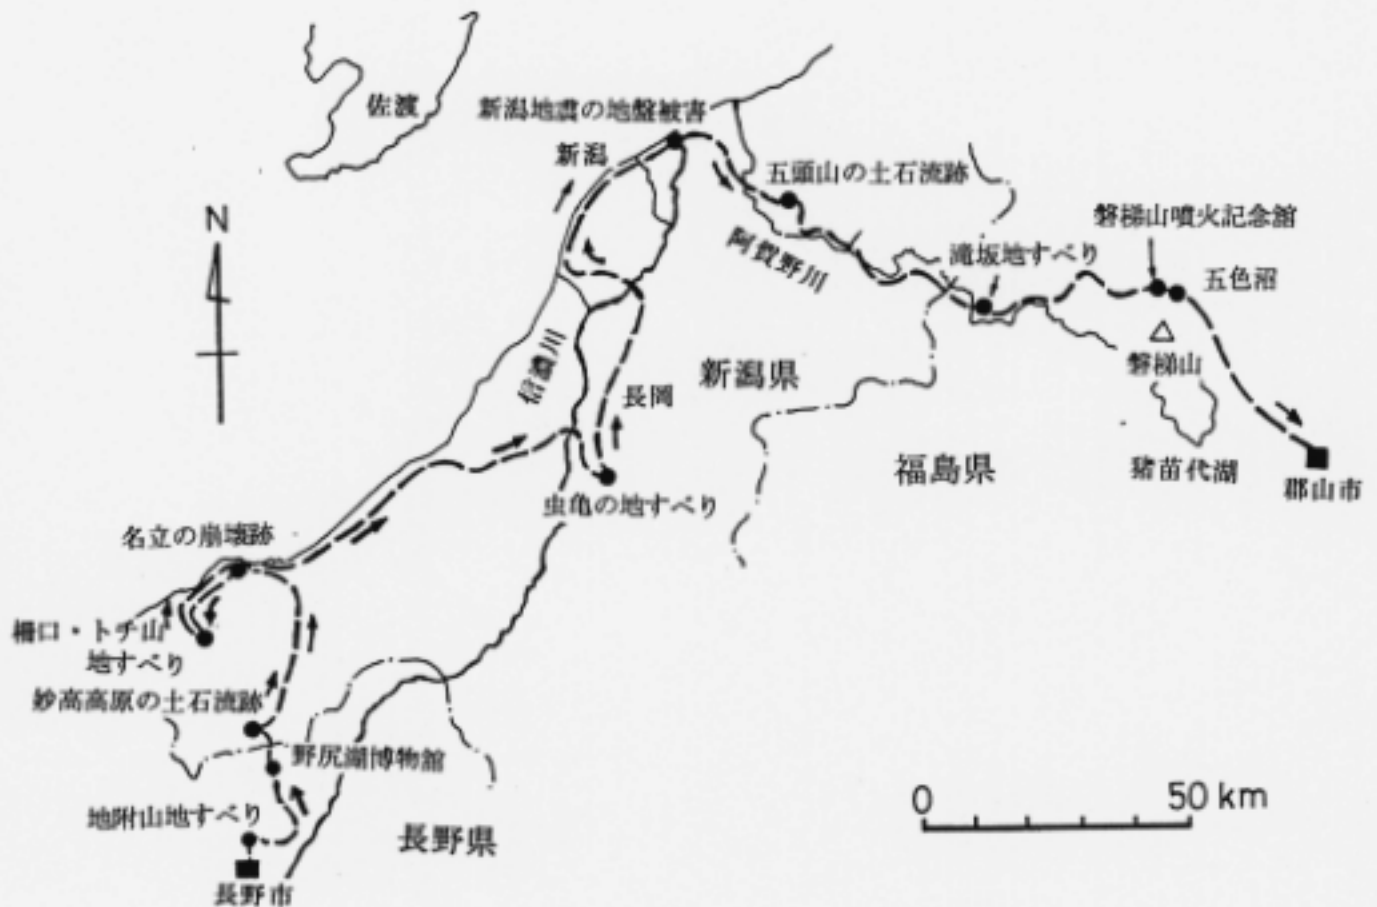 佐渡
新潟地震の地盤被害
新潟
五頭山の土石流跡
N
磐梯山噴火記念館
阿賀野川
滝坂地すべり
五色沼
信濃川
新潟県
磐梯山
長岡
福島県
猪苗代湖
郡山市
虫亀の地すべり
名立の崩壊跡
柵口・トチ山
地すべり
妙高高原の土石流跡
野尻湖博物館
0 50 km
地附山地すべり
長野県
長野市